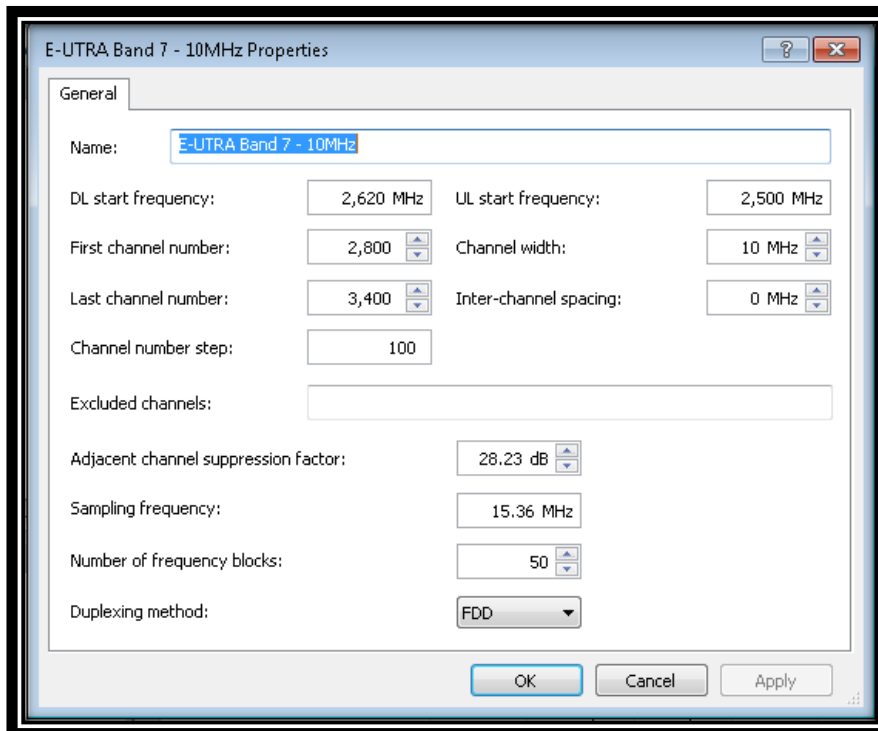 E-UTRA Band 7 - 10MHz Properties
General
Name: E-UTRA Band 7 - 10MHz
DL start frequency: 2,620 MHz UL start frequency: 2,500 MHz
First channel number: 2,800 Channel width: 10 MHz
Last channel number: 3,400 Inter-channel spacing: 0 MHz
Channel number step: 100
Excluded channels:
Adjacent channel suppression factor: 28.23 dB
Sampling frequency: 15.36 MHz
Number of frequency blocks: 50
Duplexing method: FDD
OK Cancel Apply